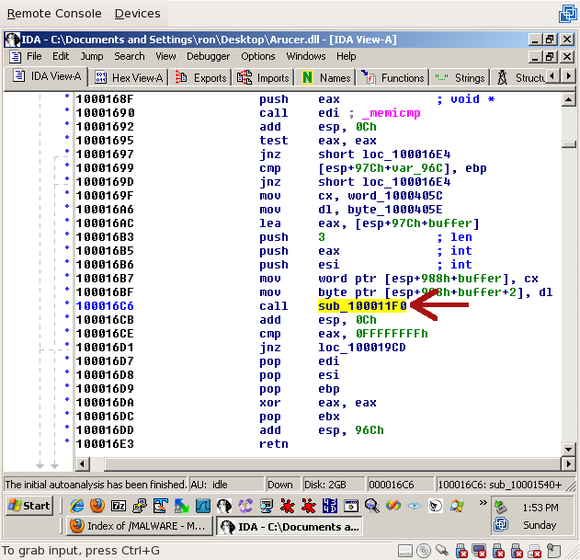 Remote Console Devices
IDA - C:\Documents and Settings\ron\Desktop\Arucer.dll - [IDA View-A]
File Edit Jump Search View Debugger Options Windows Help
IDA View-A Hex View-A Exports Imports N Names Functions "..." Strings Structu
1000168F push eax ; void *
10001690 call edi ; _memicmp
10001692 add esp, 0Ch
10001695 test eax, eax
10001697 jnz short loc_100016E4
10001699 cmp [esp+97Ch+var_96C], ebp
1000169D jnz short loc_100016E4
1000169F mov cx, word_1000405C
100016A6 mov dl, byte_1000405E
100016AC lea eax, [esp+97Ch+buffer]
100016B3 push 3 ; len
100016B5 push eax ; int
100016B6 push esi ; int
100016B7 mov word ptr [esp+988h+buffer], cx
100016BF mov byte ptr [esp+988h+buffer+2], dl
100016C6 call sub_100011F0
100016CB add esp, 0Ch
100016CE cmp eax, 0FFFFFFFFh
100016D1 jnz loc_100019CD
100016D7 pop edi
100016D8 pop esi
100016D9 pop ebp
100016DA xor eax, eax
100016DC pop ebx
100016DD add esp, 96Ch
100016E3 retn
The initial autoanalysis has been finished. AU: idle Down Disk: 2GB 000016C6 100016C6: sub_10001540+
Start 1:53 PM
Sunday
Index of /MALWARE - M... IDA - C:\Documents a...
To grab input, press Ctrl+G